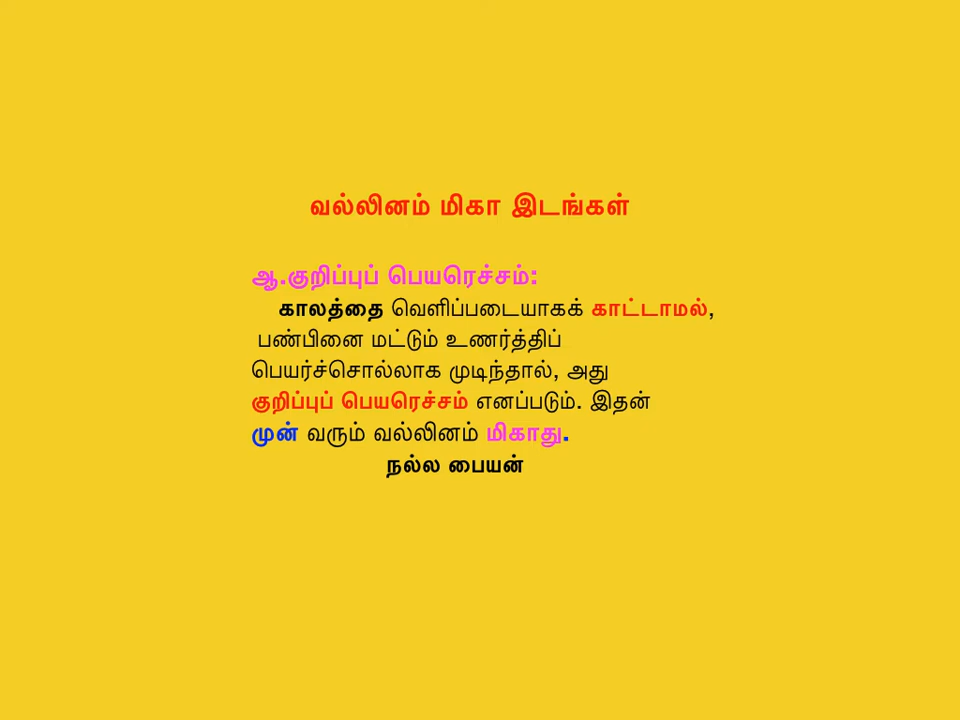 வல்லினம் மிகா இடங்கள்
ஆ.குறிப்புப் பெயரெச்சம்:
காலத்தை வெளிப்படையாகக் காட்டாமல்,
பண்பினை மட்டும் உணர்த்திப்
பெயர்ச்சொல்லாக முடிந்தால், அது
குறிப்புப் பெயரெச்சம் எனப்படும். இதன்
முன் வரும் வல்லினம் மிகாது.
நல்ல பையன்